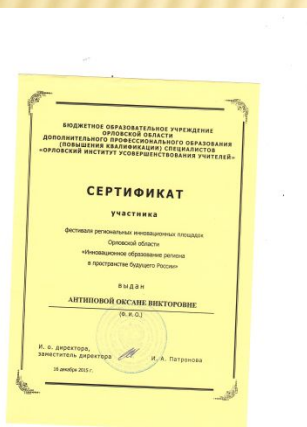 БЮДЖЕТНОЕ ОБРАЗОВАТЕЛЬНОЕ УЧРЕЖДЕНИЕ
ОРЛОВСКОЙ ОБЛАСТИ
ДОПОЛНИТЕЛЬНОГО ПРОФЕССИОНАЛЬНОГО ОБРАЗОВАНИЯ
(ПОВЫШЕНИЯ КВАЛИФИКАЦИИ) СПЕЦИАЛИСТОВ
«ОРЛОВСКИЙ ИНСТИТУТ УСОВЕРШЕНСТВОВАНИЯ УЧИТЕЛЕЙ»
СЕРТИФИКАТ
участника
фестиваля региональных инновационных площадок
Орловской области
«Инновационное образование региона
в пространстве будущего России»
Выдан
АНТИПОВОЙ ОКСАНЕ ВИКТОРОВНЕ
(Ф. И. О.)
И. о. директора,
заместитель директора И. А. Патронова
16 декабря 2015 г.